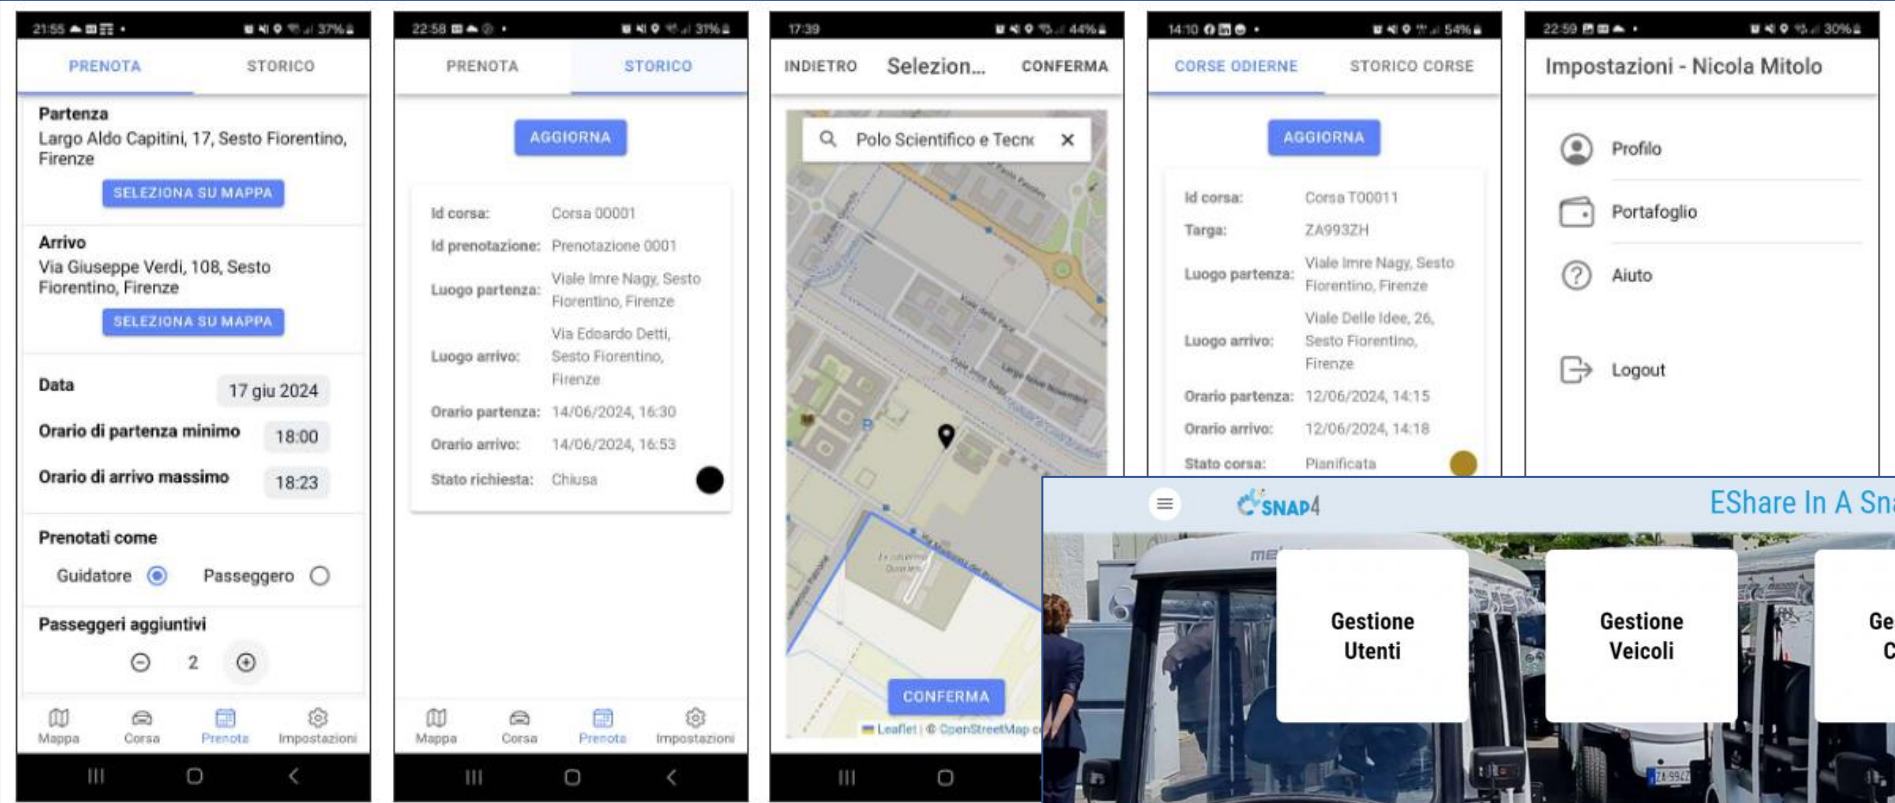 21:55
37%
PRENOTA STORICO
Partenza
Largo Aldo Capitini, 17, Sesto Fiorentino,
Firenze
SELEZIONA SU MAPPA
Arrivo
Via Giuseppe Verdi, 108, Sesto
Fiorentino, Firenze
SELEZIONA SU MAPPA
Data 17 giu 2024
Orario di partenza minimo 18:00
Orario di arrivo massimo 18:23
Prenotati come
Guidatore Passeggero
Passeggeri aggiuntivi
2
Mappa Corsa Prenota Impostazioni
22:58
31%
PRENOTA STORICO
AGGIORNA
Id corsa: Corsa 00001
Id prenotazione: Prenotazione 0001
Luogo partenza: Viale Imre Nagy, Sesto
Fiorentino, Firenze
Luogo arrivo: Via Edoardo Detti,
Sesto Fiorentino,
Firenze
Orario partenza: 14/06/2024, 16:30
Orario arrivo: 14/06/2024, 16:53
Stato richiesta: Chiusa
Mappa Corsa Prenota Impostazioni
17:39
44%
INDIETRO Selezion... CONFERMA
Polo Scientifico e Tecn
Viale della Pace
Viale Imre Nagy
P
CONFERMA
Leaflet | © OpenStreetMap
14:10
54%
CORSE ODIERNE STORICO CORSE
AGGIORNA
Id corsa: Corsa T00011
Targa: ZA993ZH
Luogo partenza: Viale Imre Nagy, Sesto
Fiorentino, Firenze
Luogo arrivo: Viale Delle Idee, 26,
Sesto Fiorentino,
Firenze
Orario partenza: 12/06/2024, 14:15
Orario arrivo: 12/06/2024, 14:18
Stato corsa: Pianificata
22:59
30%
Impostazioni - Nicola Mitolo
Profilo
Portafoglio
Aiuto
Logout
SNAP4
EShare In A Sna
Gestione
Utenti
Gestione
Veicoli
Ge
C